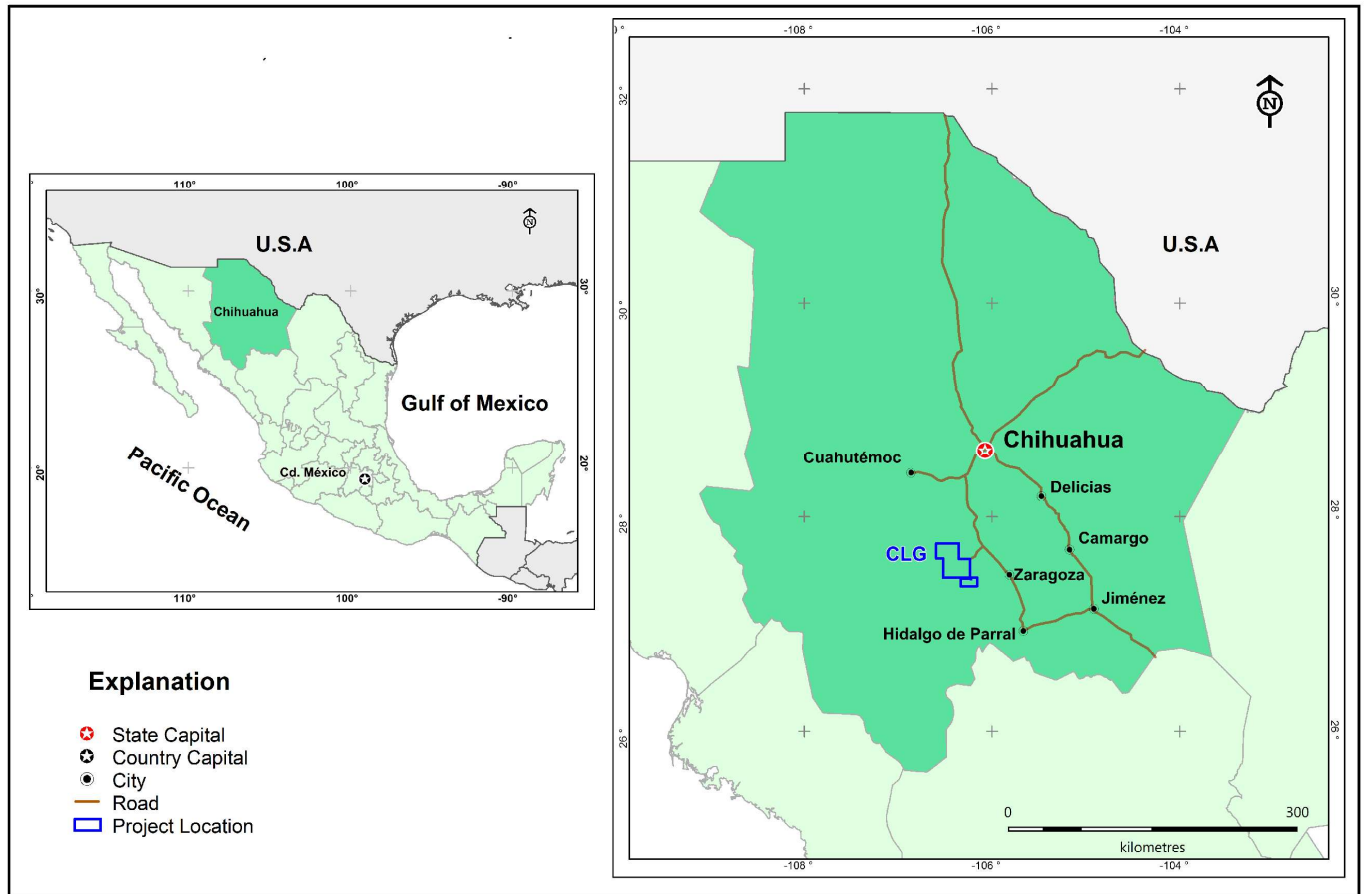 110°
100°
-90°
N
U.S.A
30°
30°
Chihuahua
Gulf of Mexico
Pacific Ocean
Cd. México
20°
20°
110°
100°
-90°
Explanation
State Capital
Country Capital
City
Road
Project Location
-108 °
-106 °
-104 °
32 °
N
U.S.A
30 °
30 °
Chihuahua
Cuahutémoc
Delicias
28 °
28 °
Camargo
CLG
Zaragoza
Jiménez
Hidalgo de Parral
26 °
26 °
0
300
kilometres
-108 °
-106 °
-104 °